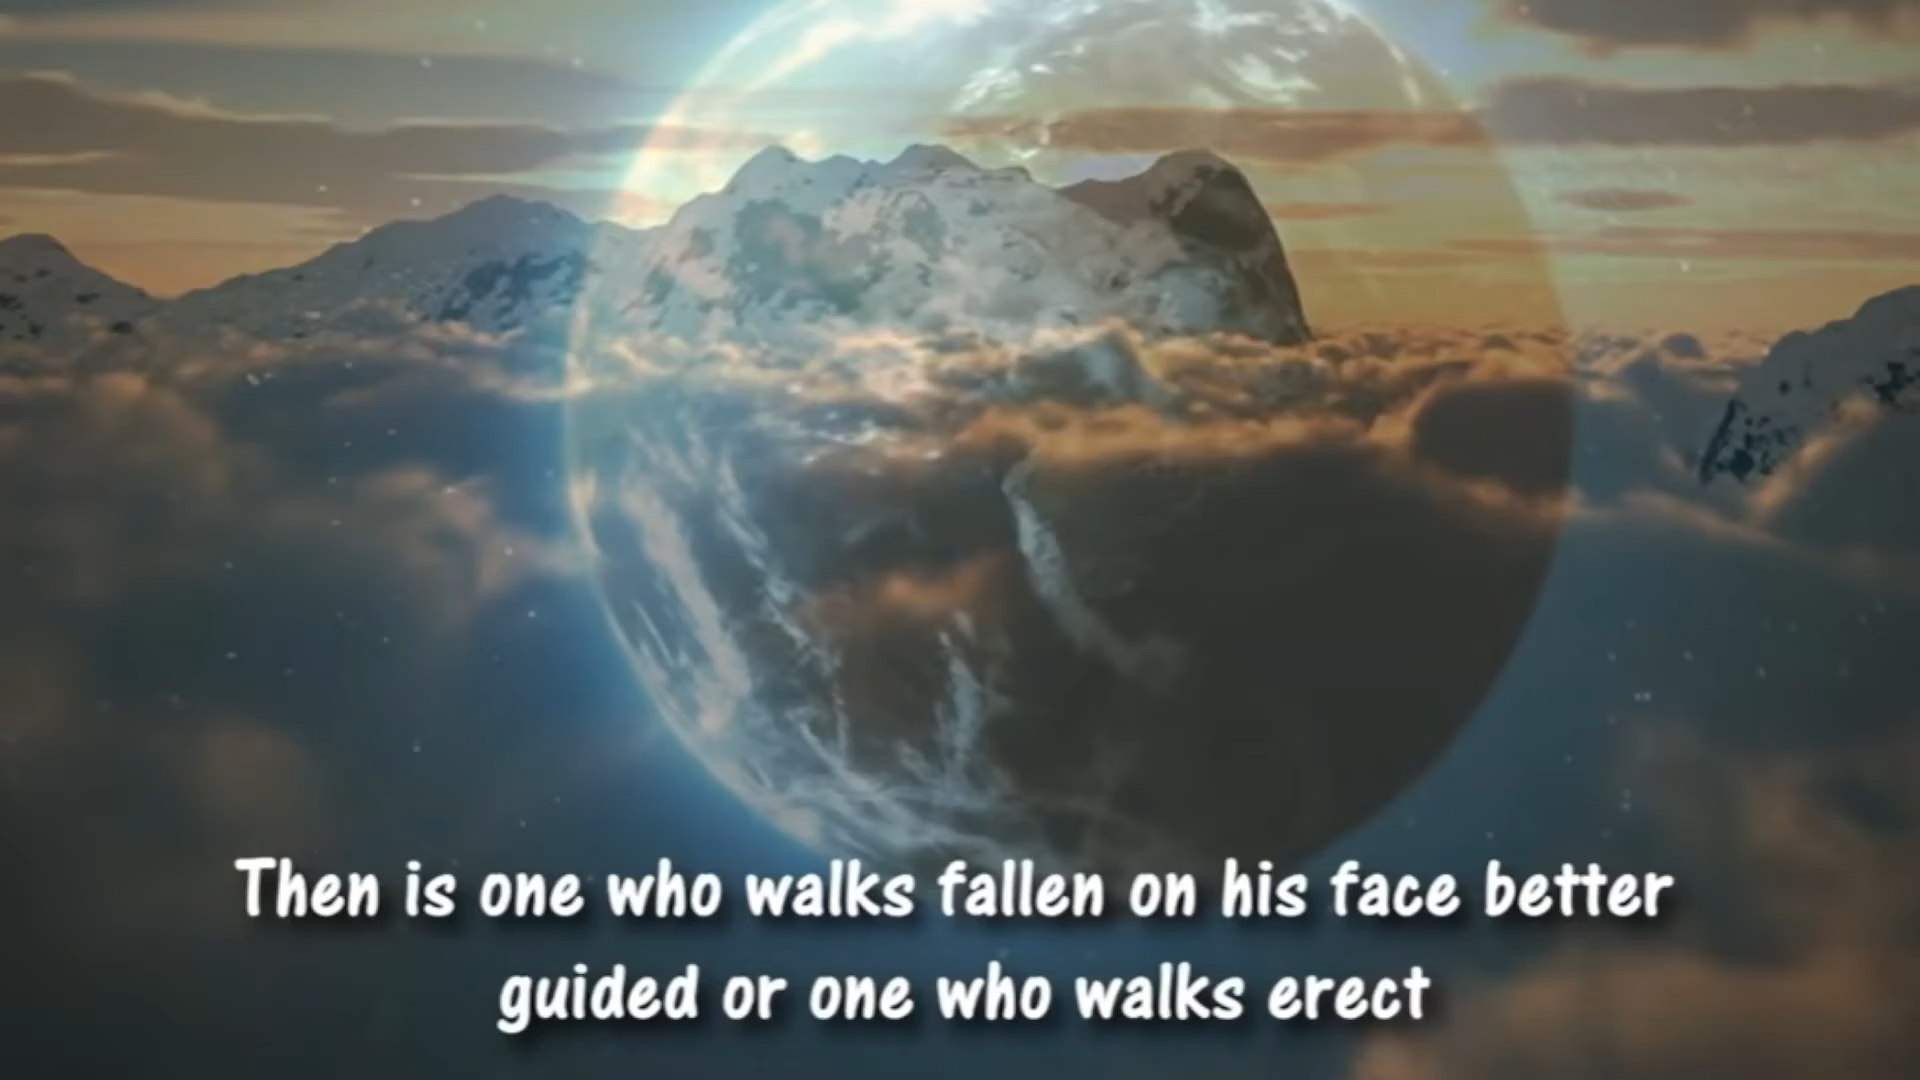 Then is one who walks fallen on his face better
guided or one who walks erect